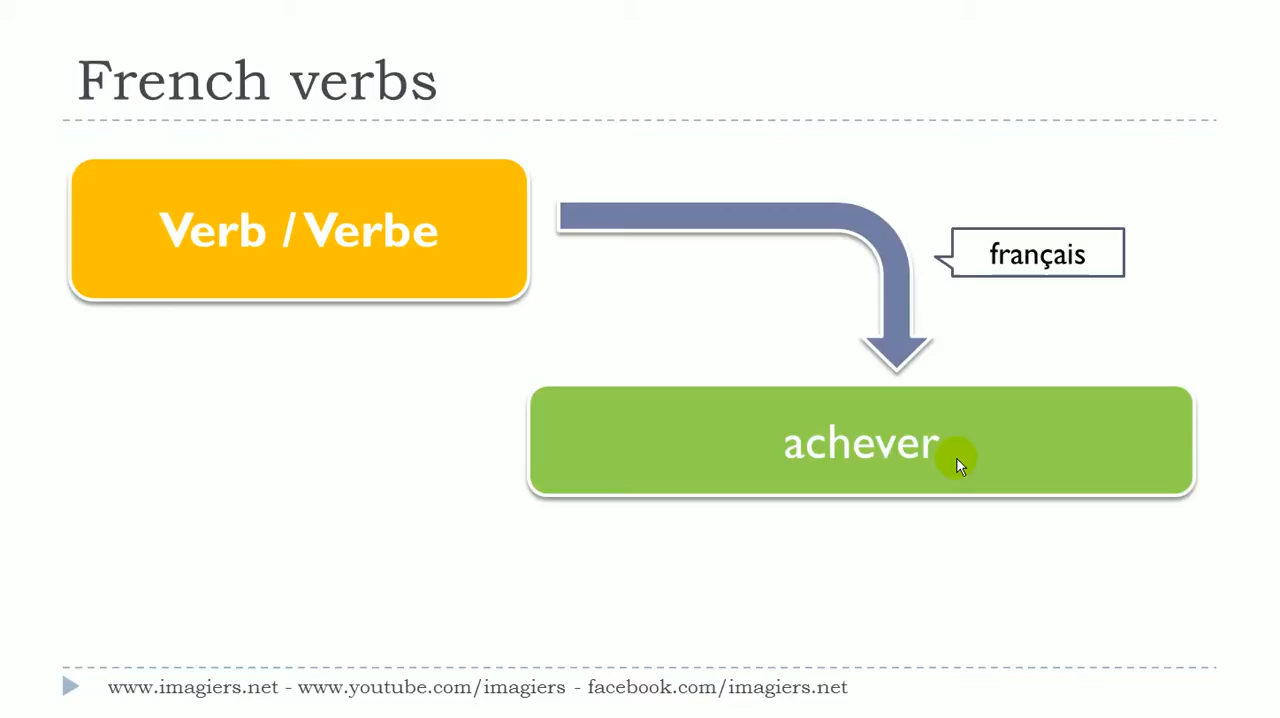 French verbs
Verb / Verbe
français
achever
www.imagiers.net - www.youtube.com/imagiers - facebook.com/imagiers.net